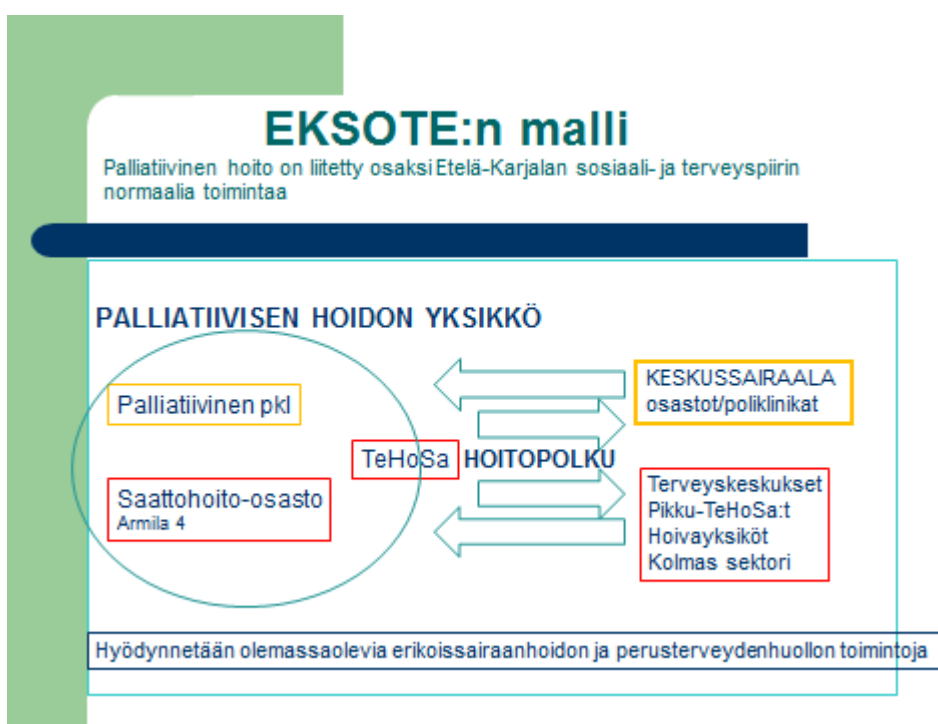 EKSOTE:n malli
Palliatiivinen hoito on liitetty osaksi Etelä-Karjalan sosiaali- ja terveyspiirin
normaalia toimintaa
PALLIATIIVISEN HOIDON YKSIKKÖ
Palliatiivinen pkl
KESKUSSAIRAALA
osastot/poliklinikat
TeHoSa HOITOPOLKU
Saattohoito-osasto
Armila 4
Terveyskeskukset
Pikku-TeHoSa:t
Hoivayksiköt
Kolmas sektori
Hyödynnetään olemassaolevia erikoissairaanhoidon ja perusterveydenhuollon toimintoja